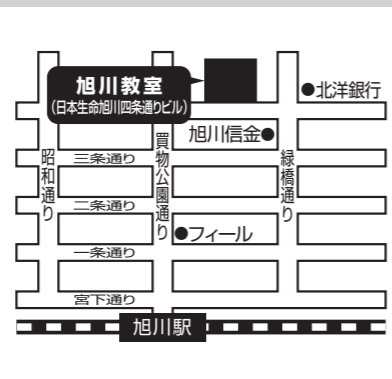 旭川教室
(日本生命旭川四条通りビル)
●北洋銀行
旭川信金●
昭和通り
三条通り
買物公園通り
緑橋通り
二条通り
●フィール
一条通り
宮下通り
旭川駅